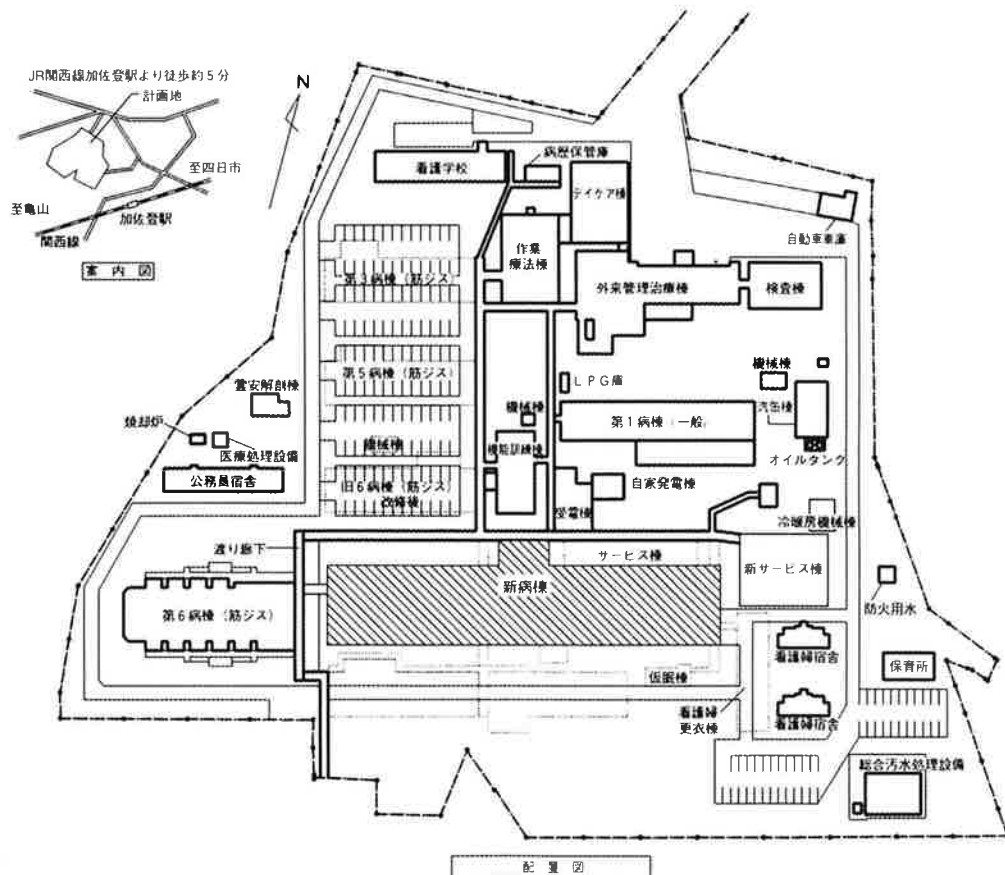 JR関西線加佐登駅より徒歩約5分
計画地
至四日市
至亀山
加佐登駅
関西線
案内図
N
看護学校
病歴保管庫
デイケア棟
自動車車庫
作業
療法棟
第3病棟(筋ジス)
外来管理治療棟
検査棟
第5病棟(筋ジス)
LPG庫
機械棟
汽缶棟
霊安解剖棟
機械棟
第1病棟(一般)
焼却炉
医療処理設備
機械棟
機能訓練棟
オイルタンク
公務員宿舎
旧6病棟(筋ジス)
改修棟
自家発電棟
受電棟
冷暖房機械棟
渡り廊下
サービス棟
新サービス棟
新病棟
第6病棟(筋ジス)
防火用水
看護婦宿舎
保育所
仮眠棟
看護婦
更衣棟
看護婦宿舎
総合汚水処理設備
配置図